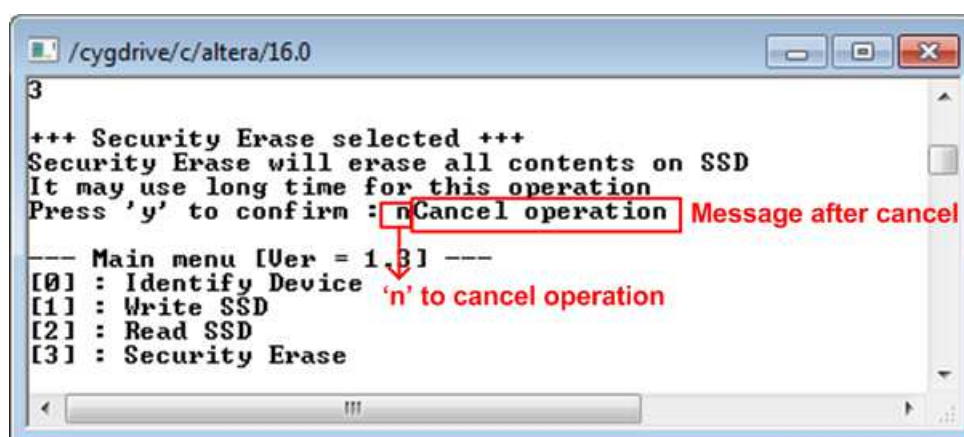 /cygdrive/c/altera/16.0
3
+++ Security Erase selected +++
Security Erase will erase all contents on SSD
It may use long time for this operation
Press 'y' to confirm : nCancel operation Message after cancel
--- Main menu [Ver = 1.3] ---
[0] : Identify Device
'n' to cancel operation
[1] : Write SSD
[2] : Read SSD
[3] : Security Erase